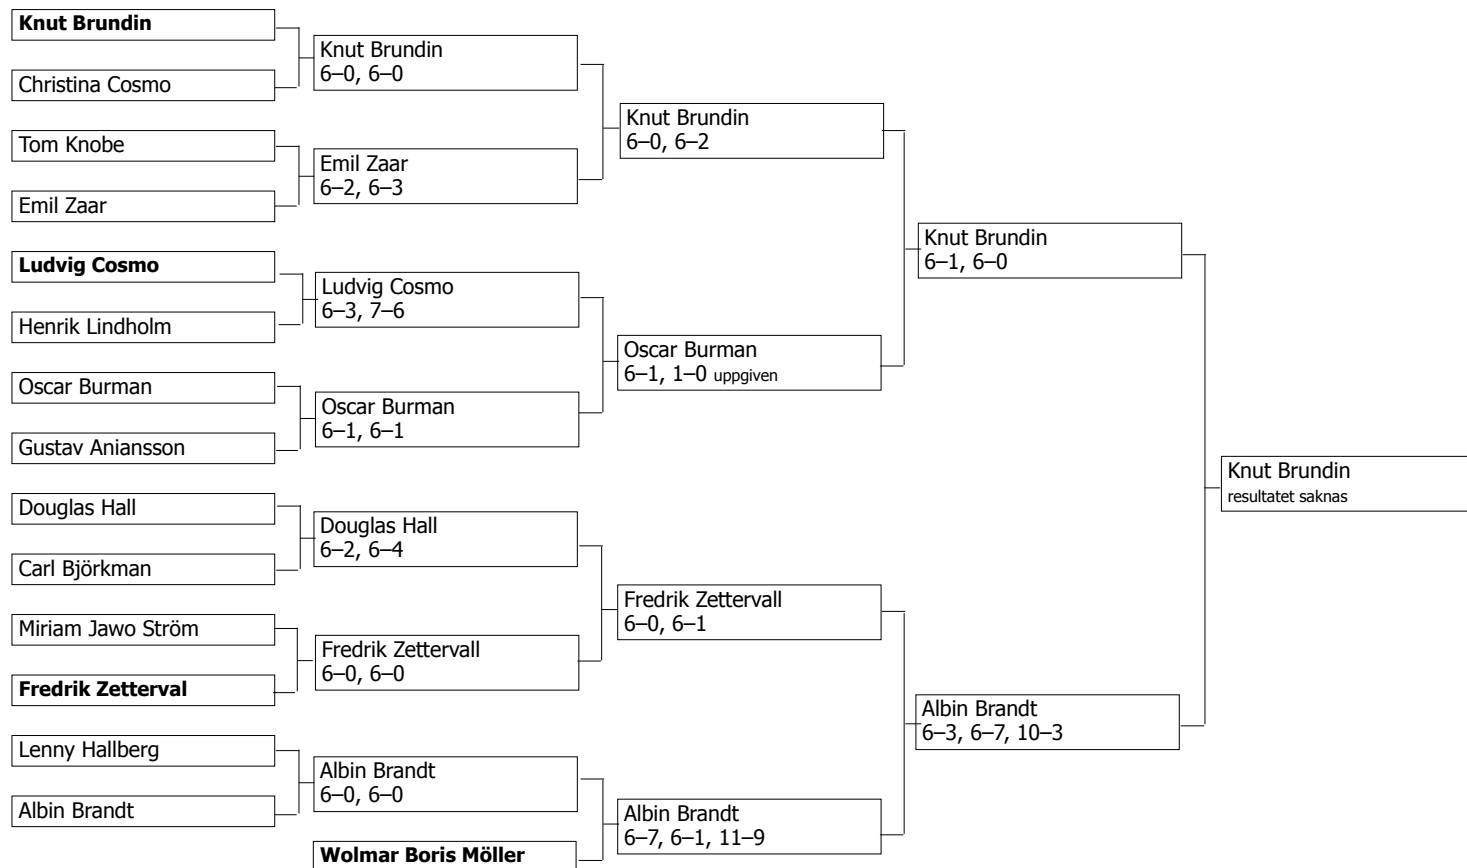 Knut Brundin
Christina Cosmo
Tom Knobe
Emil Zaar
Ludvig Cosmo
Henrik Lindholm
Oscar Burman
Gustav Aniansson
Douglas Hall
Carl Björkman
Miriam Jawo Ström
Fredrik Zetterval
Lenny Hallberg
Albin Brandt
Knut Brundin
6–0, 6–0
Emil Zaar
6–2, 6–3
Ludvig Cosmo
6–3, 7–6
Oscar Burman
6–1, 6–1
Douglas Hall
6–2, 6–4
Fredrik Zettervall
6–0, 6–0
Albin Brandt
6–0, 6–0
Wolmar Boris Möller
Knut Brundin
6–0, 6–2
Oscar Burman
6–1, 1–0 uppgiven
Fredrik Zettervall
6–0, 6–1
Albin Brandt
6–7, 6–1, 11–9
Knut Brundin
6–1, 6–0
Albin Brandt
6–3, 6–7, 10–3
Knut Brundin
resultatet saknas